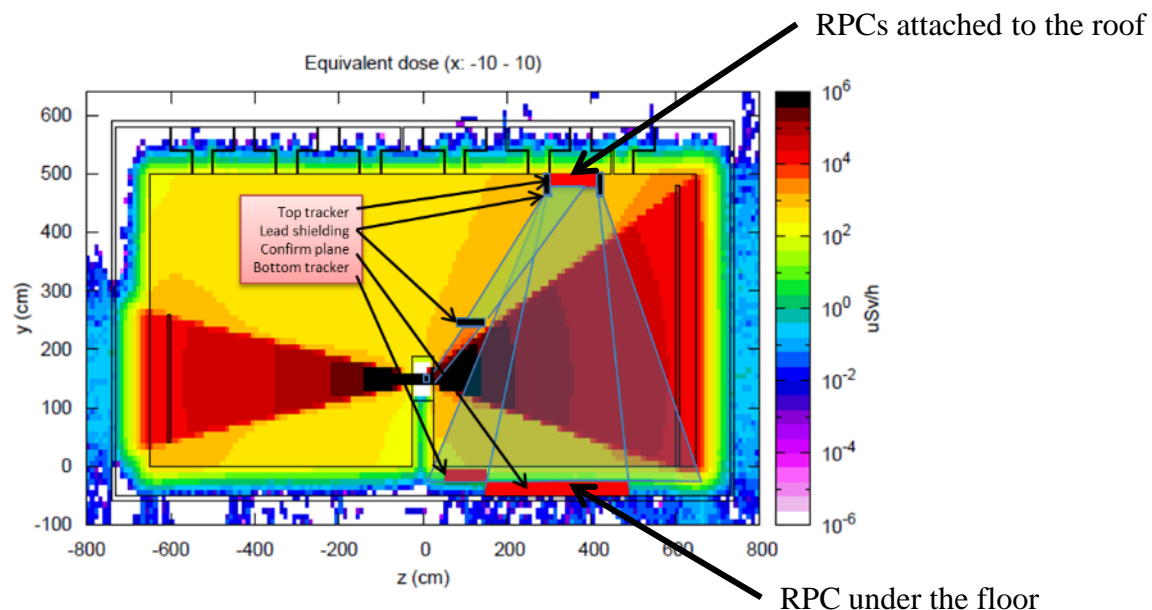 RPCs attached to the roof
Equivalent dose (x: -10 - 10)
600
500
400
300
200
100
0
-100
y (cm)
Top tracker
Lead shielding
Confirm plane
Bottom tracker
-800
-600
-400
-200
0
200
400
600
800
z (cm)
10^6
10^4
10^2
10^0
10^-2
10^-4
10^-6
uSv/h
RPC under the floor